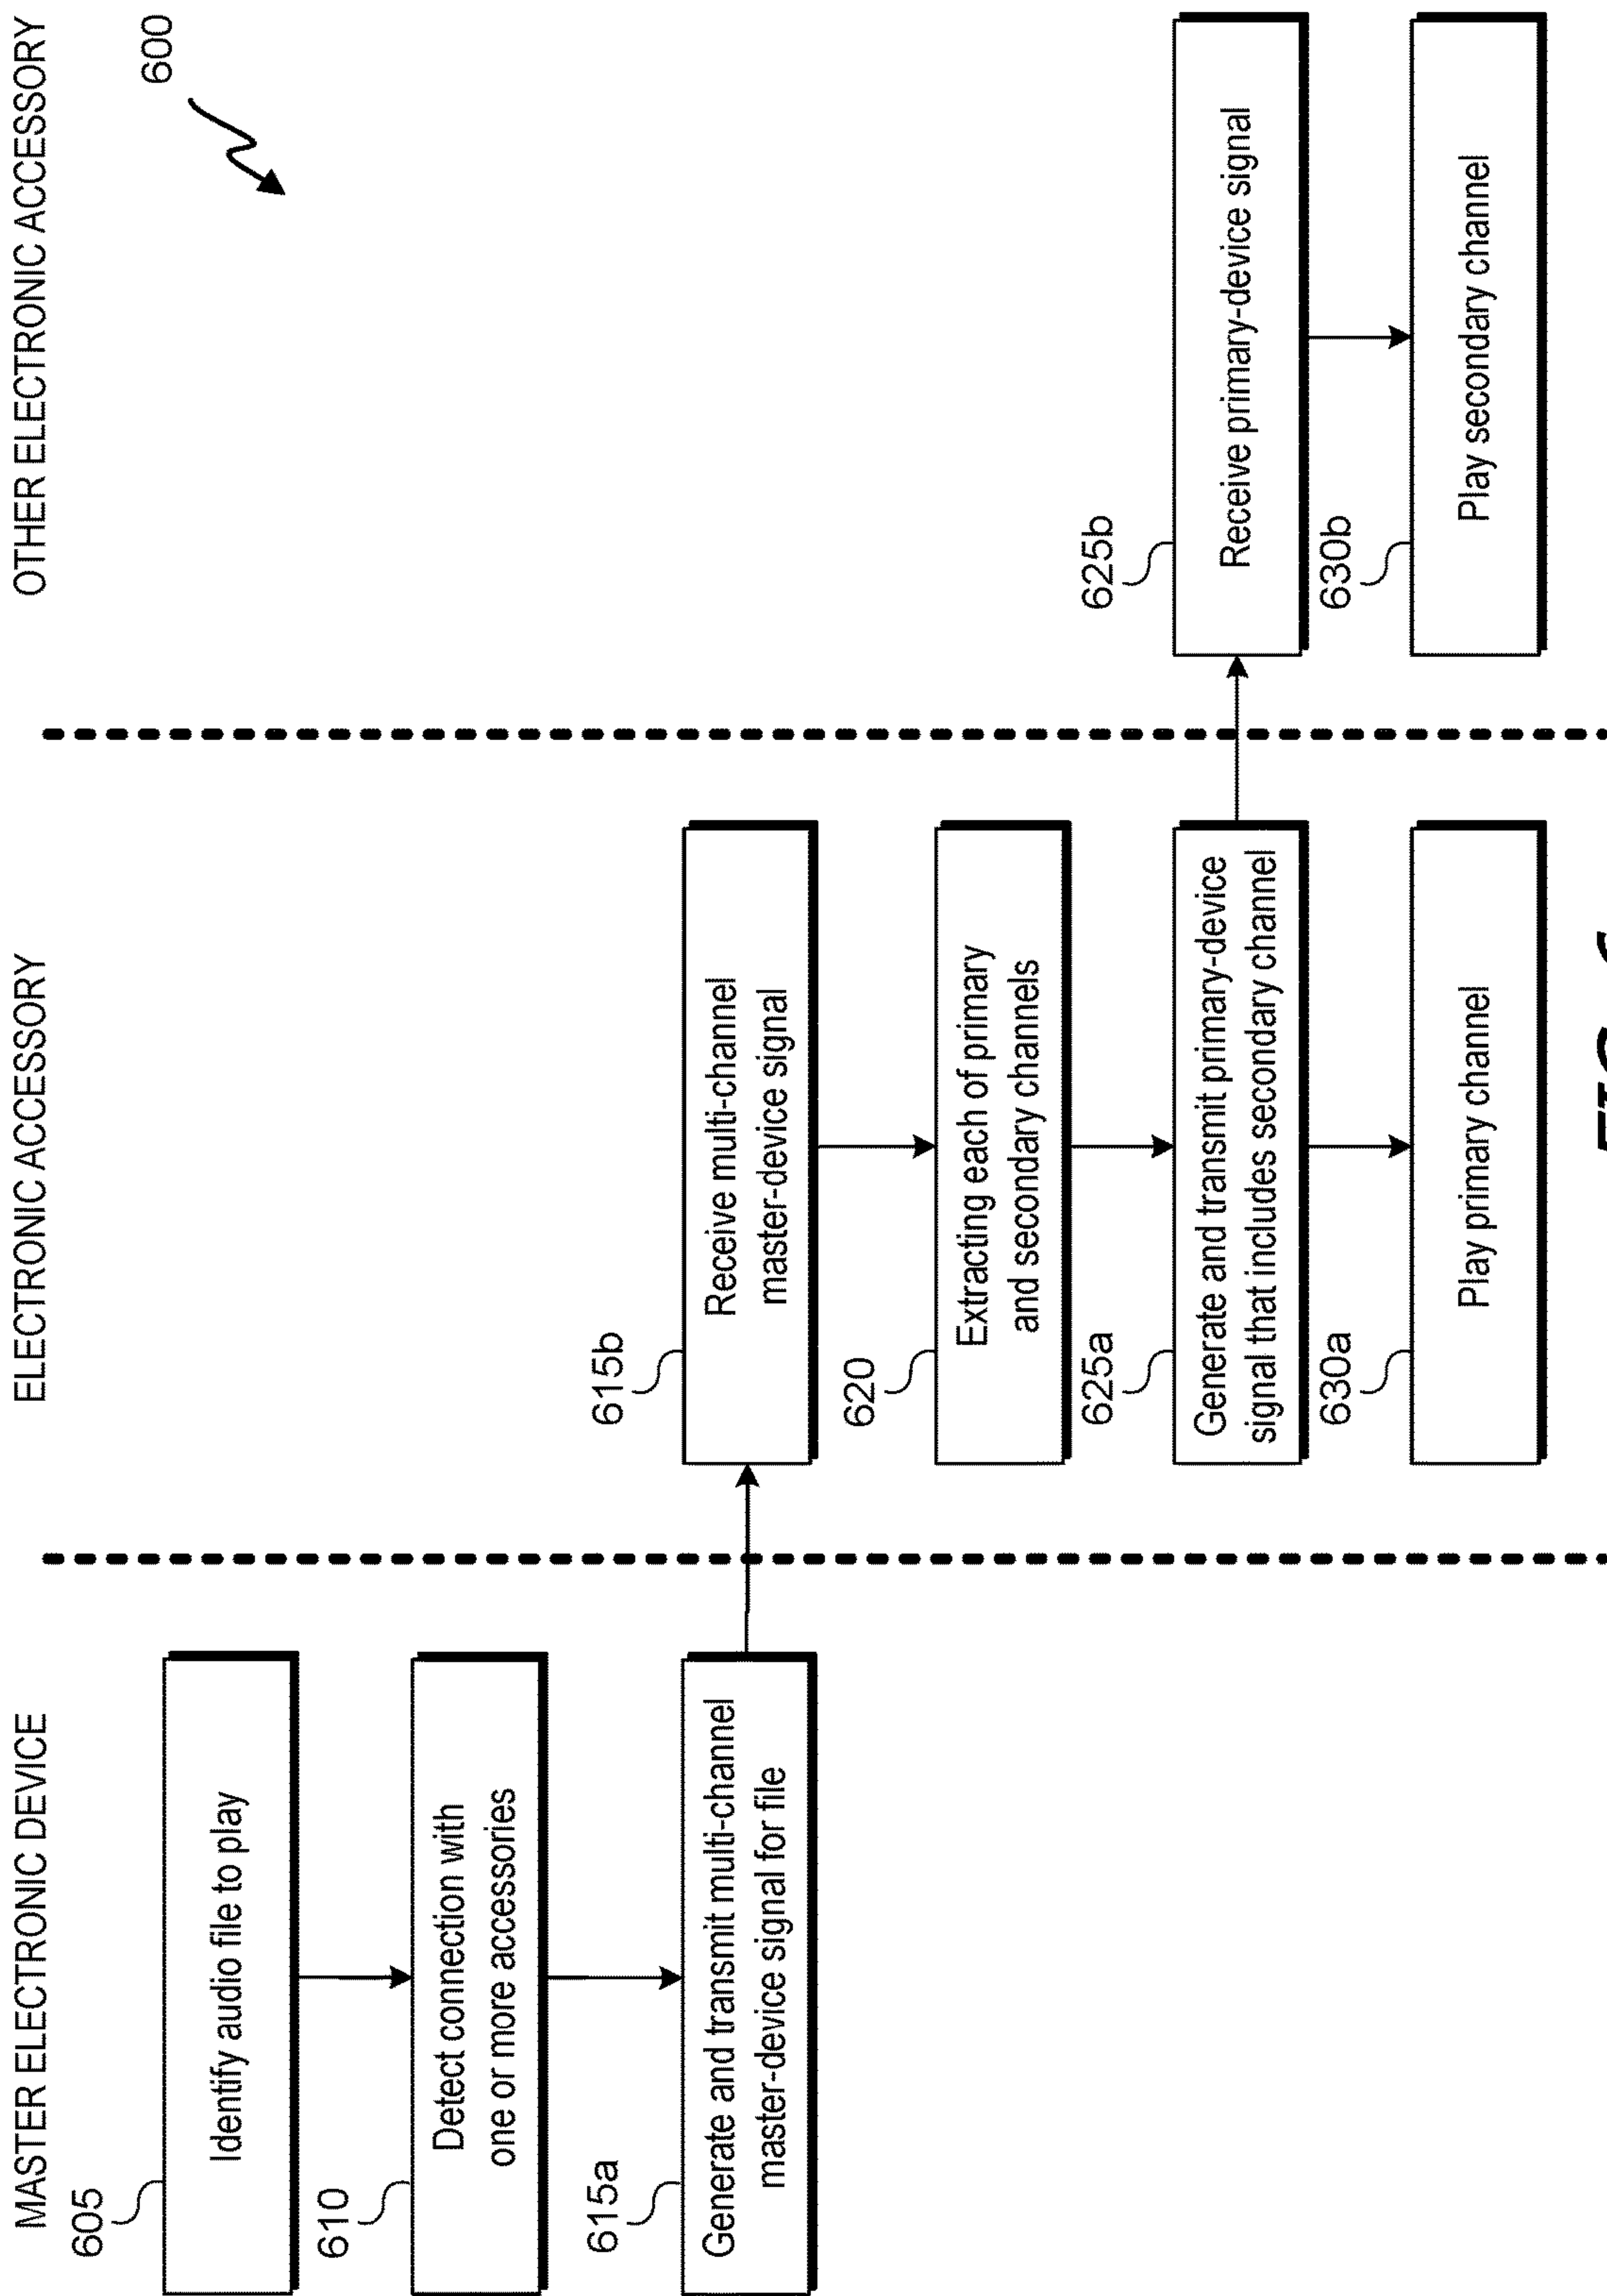 MASTER ELECTRONIC DEVICE
ELECTRONIC ACCESSORY
OTHER ELECTRONIC ACCESSORY
600
605
Identify audio file to play
610
Detect connection with
one or more accessories
615a
Generate and transmit multi-channel
master-device signal for file
615b
Receive multi-channel
master-device signal
620
Extracting each of primary
and secondary channels
625a
Generate and transmit primary-device
signal that includes secondary channel
625b
Receive primary-device signal
630a
Play primary channel
630b
Play secondary channel